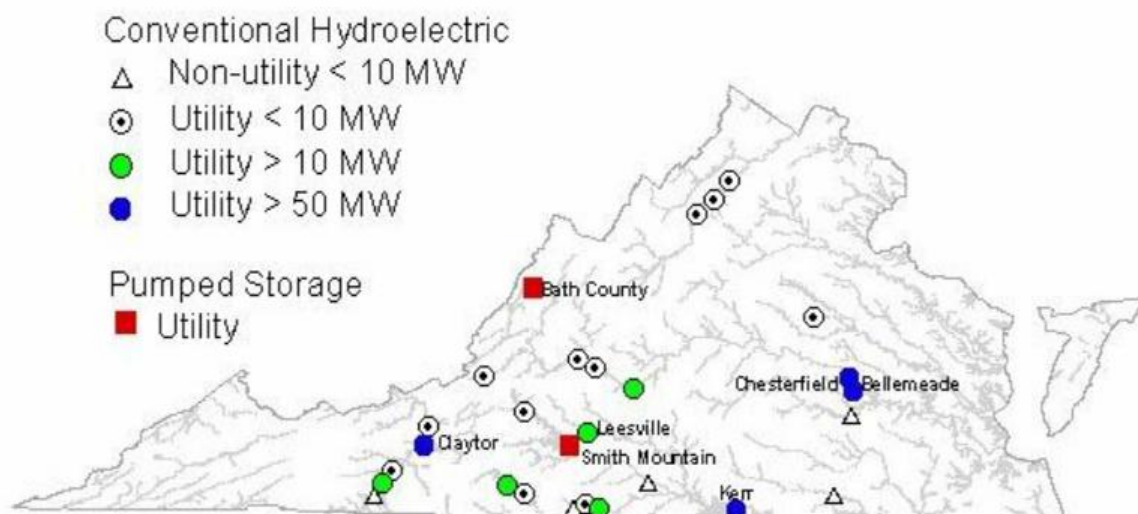 Conventional Hydroelectric
Non-utility < 10 MW
Utility < 10 MW
Utility > 10 MW
Utility > 50 MW
Pumped Storage
Utility
Bath County
Chesterfield
Bellemeade
Leesville
Claytor
Smith Mountain
Kerr